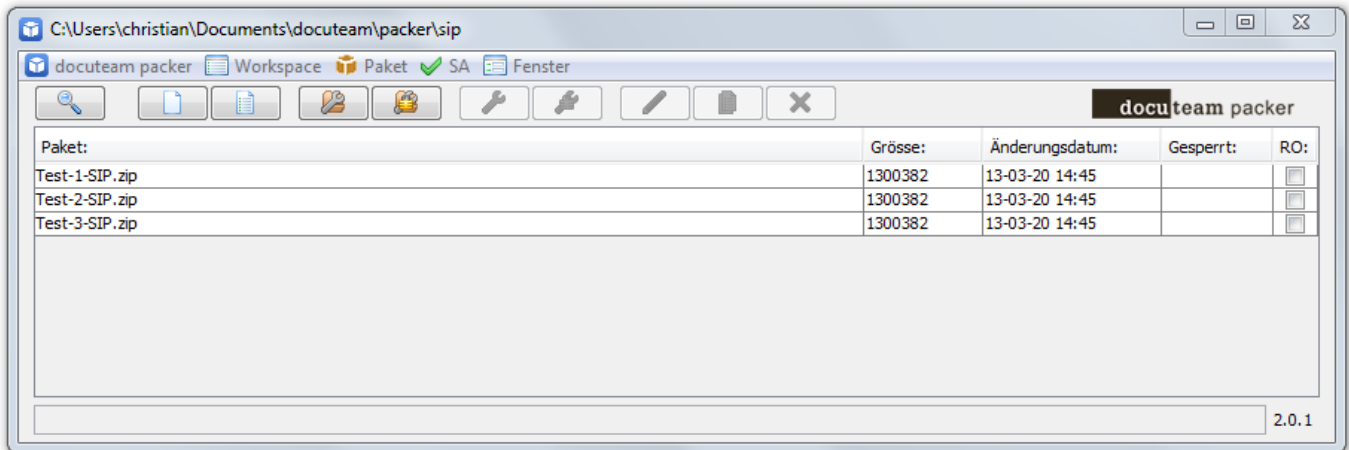 C:\Users\christian\Documents\docuteam\packer\sip
docuteam packer Workspace Paket SA Fenster
docuteam packer
Paket: Grösse: Änderungsdatum: Gesperrt: RO:
Test-1-SIP.zip 1300382 13-03-20 14:45
Test-2-SIP.zip 1300382 13-03-20 14:45
Test-3-SIP.zip 1300382 13-03-20 14:45
2.0.1